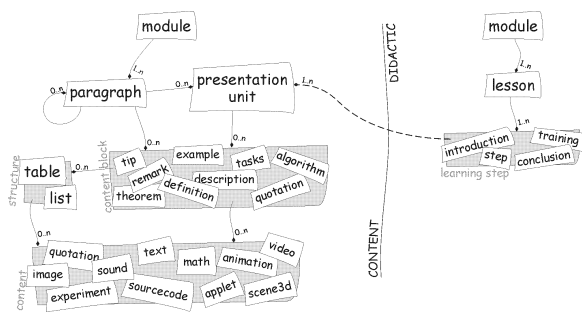 module
DIDACTIC
module
1..n
1..n
0..n
paragraph
0..n
presentation
unit
1..n
lesson
1..n
0..n
0..n
structure
table
list
0..n
content block
tip
example
tasks
algorithm
remark
description
theorem
definition
quotation
introduction
training
step
conclusion
learning step
0..n
0..n
CONTENT
content
quotation
text
video
image
sound
math
animation
experiment
sourcecode
applet
scene3d